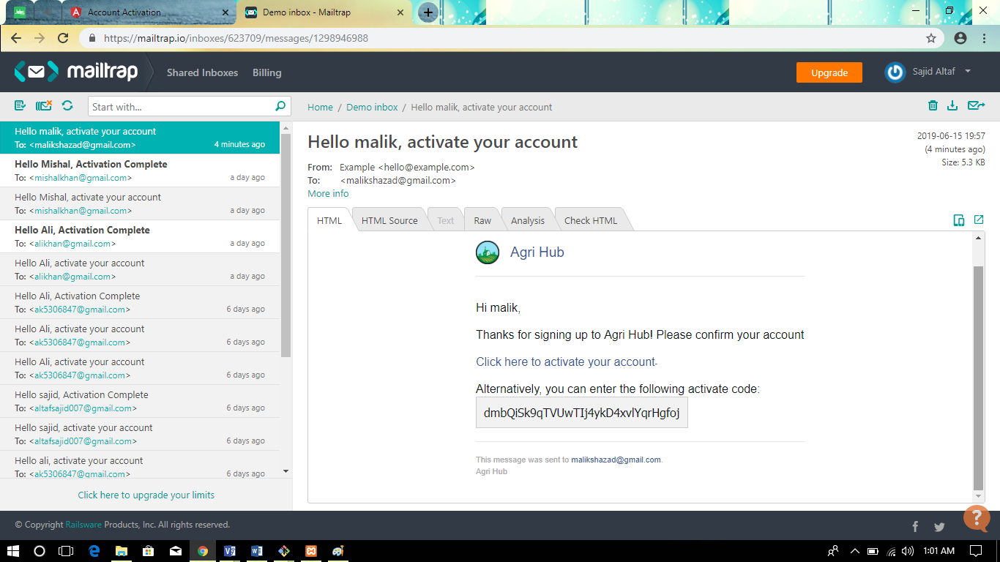 Account Activation
Demo inbox - Mailtrap
https://mailtrap.io/inboxes/623709/messages/1298946988
mailtrap
Shared Inboxes
Billing
Upgrade
Sajid Altaf
Start with...
Home / Demo inbox / Hello malik, activate your account
Hello malik, activate your account
To: <malikshazad@gmail.com> 4 minutes ago
Hello Mishal, Activation Complete
To: <mishalkhan@gmail.com> a day ago
Hello Mishal, activate your account
To: <mishalkhan@gmail.com> a day ago
Hello Ali, Activation Complete
To: <alikhan@gmail.com> a day ago
Hello Ali, activate your account
To: <alikhan@gmail.com> a day ago
Hello Ali, Activation Complete
To: <ak5306847@gmail.com> 6 days ago
Hello Ali, activate your account
To: <ak5306847@gmail.com> 6 days ago
Hello Ali, activate your account
To: <ak5306847@gmail.com> 6 days ago
Hello sajid, Activation Complete
To: <altafsajid007@gmail.com> 6 days ago
Hello sajid, activate your account
To: <altafsajid007@gmail.com> 6 days ago
Hello ali, activate your account
To: <ak5306847@gmail.com> 6 days ago
Click here to upgrade your limits
Hello malik, activate your account
2019-06-15 19:57
(4 minutes ago)
Size: 5.3 KB
From: Example <hello@example.com>
To: <malikshazad@gmail.com>
More info
HTML
HTML Source
Text
Raw
Analysis
Check HTML
Agri Hub
Hi malik,
Thanks for signing up to Agri Hub! Please confirm your account
Click here to activate your account.
Alternatively, you can enter the following activate code:
dmbQiSk9qTVUwTIj4ykD4xvlYqrHgfoj
This message was sent to malikshazad@gmail.com.
Agri Hub
© Copyright Railsware Products, Inc. All rights reserved.
1:01 AM